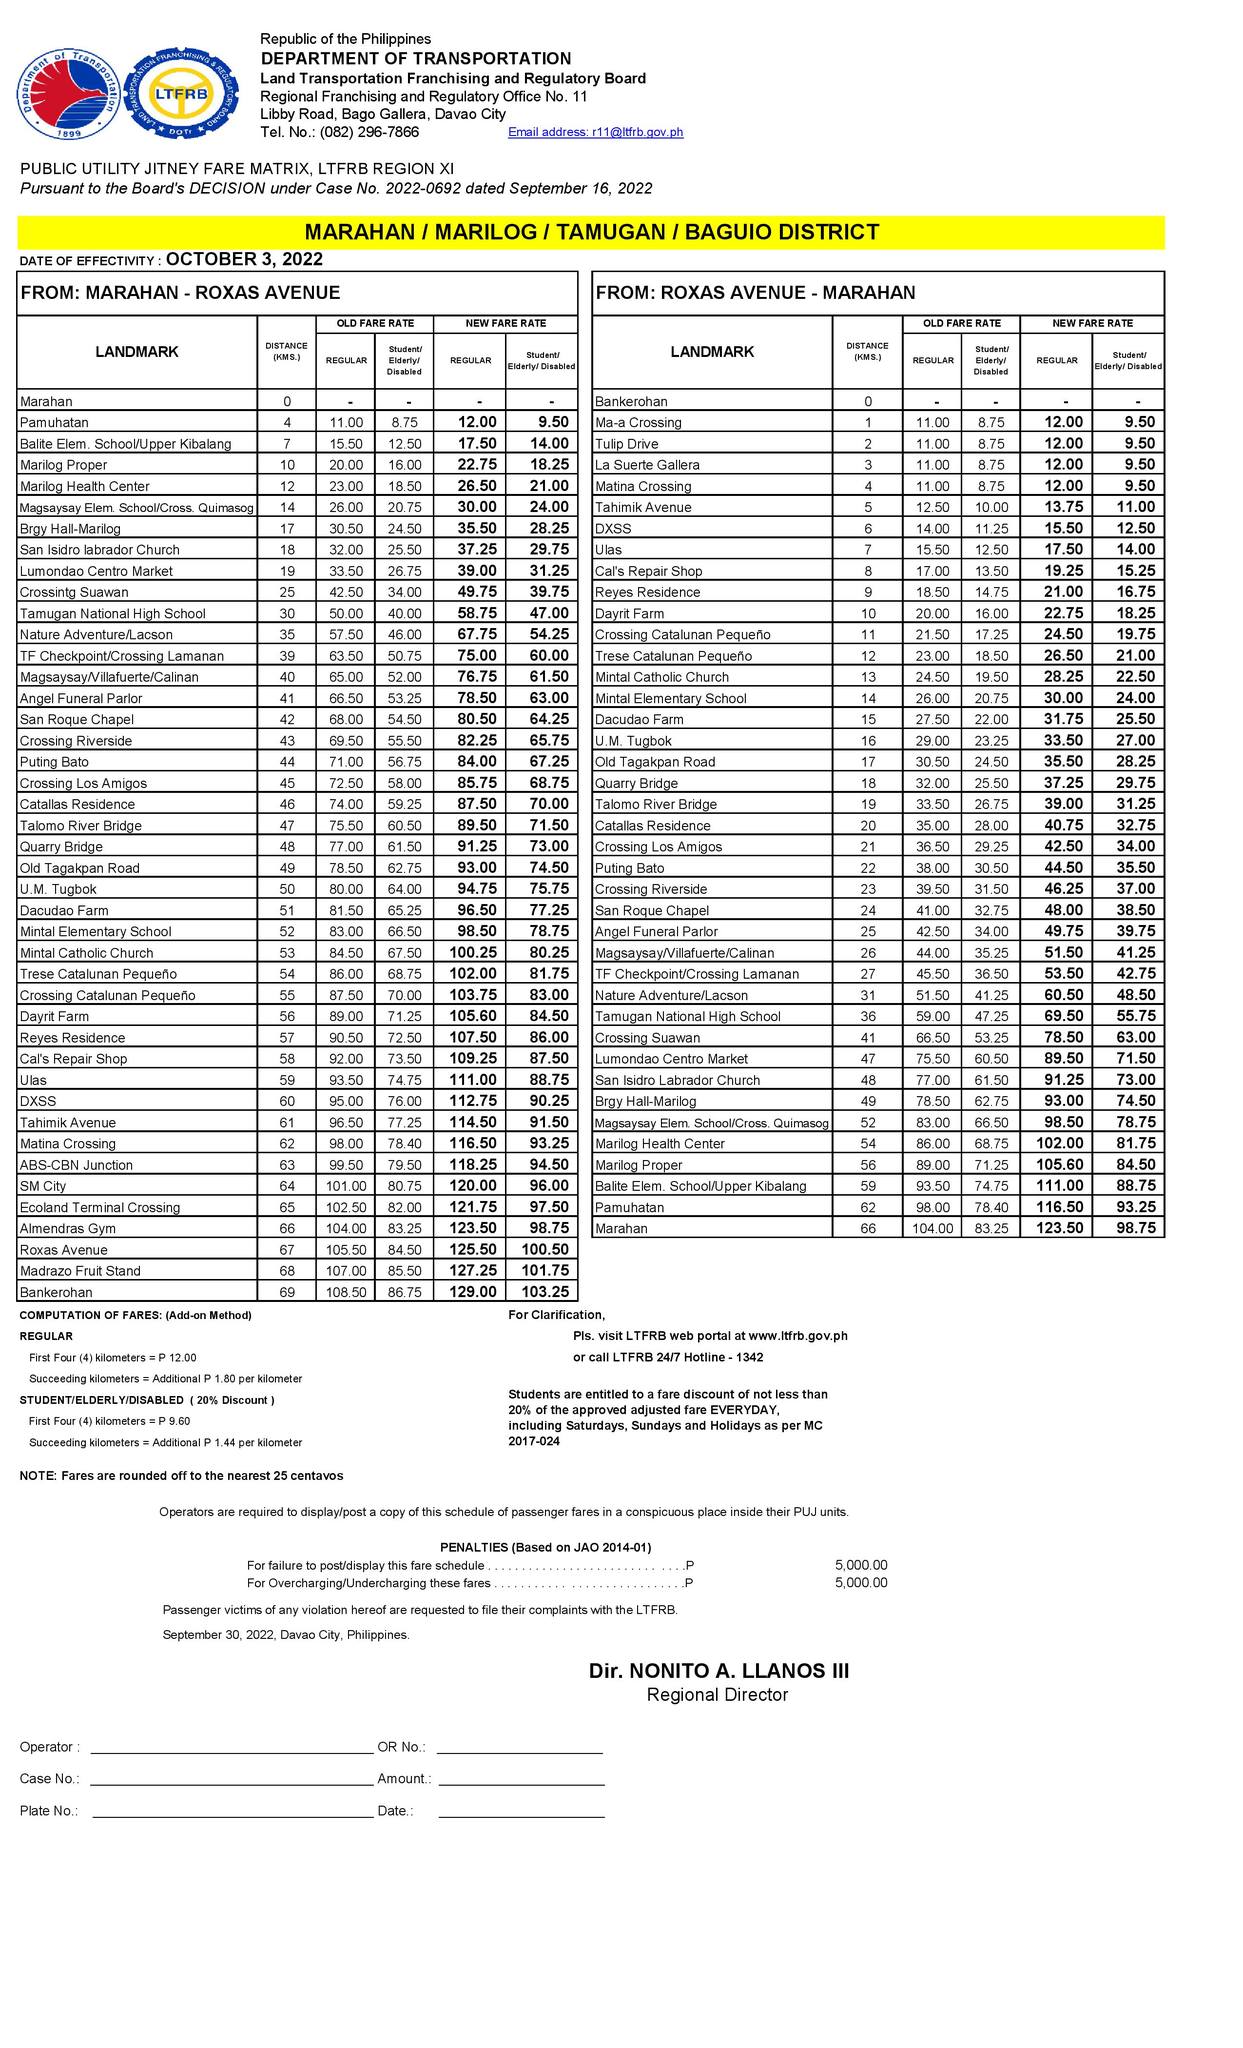 Department of Transportation
1899
LAND TRANSPORTATION FRANCHISING & REGULATORY BOARD
LTFRB
DOTr
Republic of the Philippines
DEPARTMENT OF TRANSPORTATION
Land Transportation Franchising and Regulatory Board
Regional Franchising and Regulatory Office No. 11
Libby Road, Bago Gallera, Davao City
Tel. No.: (082) 296-7866 Email address: r11@ltfrb.gov.ph
PUBLIC UTILITY JITNEY FARE MATRIX, LTFRB REGION XI
Pursuant to the Board's DECISION under Case No. 2022-0692 dated September 16, 2022
MARAHAN / MARILOG / TAMUGAN / BAGUIO DISTRICT
DATE OF EFFECTIVITY : OCTOBER 3, 2022
FROM: MARAHAN - ROXAS AVENUE
LANDMARK DISTANCE (KMS.) OLD FARE RATE NEW FARE RATE
REGULAR Student/ Elderly/ Disabled REGULAR Student/ Elderly/ Disabled
Marahan 0 - - - -
Pamuhatan 4 11.00 8.75 12.00 9.50
Balite Elem. School/Upper Kibalang 7 15.50 12.50 17.50 14.00
Marilog Proper 10 20.00 16.00 22.75 18.25
Marilog Health Center 12 23.00 18.50 26.50 21.00
Magsaysay Elem. School/Cross. Quimasog 14 26.00 20.75 30.00 24.00
Brgy Hall-Marilog 17 30.50 24.50 35.50 28.25
San Isidro labrador Church 18 32.00 25.50 37.25 29.75
Lumondao Centro Market 19 33.50 26.75 39.00 31.25
Crossintg Suawan 25 42.50 34.00 49.75 39.75
Tamugan National High School 30 50.00 40.00 58.75 47.00
Nature Adventure/Lacson 35 57.50 46.00 67.75 54.25
TF Checkpoint/Crossing Lamanan 39 63.50 50.75 75.00 60.00
Magsaysay/Villafuerte/Calinan 40 65.00 52.00 76.75 61.50
Angel Funeral Parlor 41 66.50 53.25 78.50 63.00
San Roque Chapel 42 68.00 54.50 80.50 64.25
Crossing Riverside 43 69.50 55.50 82.25 65.75
Puting Bato 44 71.00 56.75 84.00 67.25
Crossing Los Amigos 45 72.50 58.00 85.75 68.75
Catallas Residence 46 74.00 59.25 87.50 70.00
Talomo River Bridge 47 75.50 60.50 89.50 71.50
Quarry Bridge 48 77.00 61.50 91.25 73.00
Old Tagakpan Road 49 78.50 62.75 93.00 74.50
U.M. Tugbok 50 80.00 64.00 94.75 75.75
Dacudao Farm 51 81.50 65.25 96.50 77.25
Mintal Elementary School 52 83.00 66.50 98.50 78.75
Mintal Catholic Church 53 84.50 67.50 100.25 80.25
Trese Catalunan Pequeño 54 86.00 68.75 102.00 81.75
Crossing Catalunan Pequeño 55 87.50 70.00 103.75 83.00
Dayrit Farm 56 89.00 71.25 105.60 84.50
Reyes Residence 57 90.50 72.50 107.50 86.00
Cal's Repair Shop 58 92.00 73.50 109.25 87.50
Ulas 59 93.50 74.75 111.00 88.75
DXSS 60 95.00 76.00 112.75 90.25
Tahimik Avenue 61 96.50 77.25 114.50 91.50
Matina Crossing 62 98.00 78.40 116.50 93.25
ABS-CBN Junction 63 99.50 79.50 118.25 94.50
SM City 64 101.00 80.75 120.00 96.00
Ecoland Terminal Crossing 65 102.50 82.00 121.75 97.50
Almendras Gym 66 104.00 83.25 123.50 98.75
Roxas Avenue 67 105.50 84.50 125.50 100.50
Madrazo Fruit Stand 68 107.00 85.50 127.25 101.75
Bankerohan 69 108.50 86.75 129.00 103.25
FROM: ROXAS AVENUE - MARAHAN
LANDMARK DISTANCE (KMS.) OLD FARE RATE NEW FARE RATE
REGULAR Student/ Elderly/ Disabled REGULAR Student/ Elderly/ Disabled
Bankerohan 0 - - - -
Ma-a Crossing 1 11.00 8.75 12.00 9.50
Tulip Drive 2 11.00 8.75 12.00 9.50
La Suerte Gallera 3 11.00 8.75 12.00 9.50
Matina Crossing 4 11.00 8.75 12.00 9.50
Tahimik Avenue 5 12.50 10.00 13.75 11.00
DXSS 6 14.00 11.25 15.50 12.50
Ulas 7 15.50 12.50 17.50 14.00
Cal's Repair Shop 8 17.00 13.50 19.25 15.25
Reyes Residence 9 18.50 14.75 21.00 16.75
Dayrit Farm 10 20.00 16.00 22.75 18.25
Crossing Catalunan Pequeño 11 21.50 17.25 24.50 19.75
Trese Catalunan Pequeño 12 23.00 18.50 26.50 21.00
Mintal Catholic Church 13 24.50 19.50 28.25 22.50
Mintal Elementary School 14 26.00 20.75 30.00 24.00
Dacudao Farm 15 27.50 22.00 31.75 25.50
U.M. Tugbok 16 29.00 23.25 33.50 27.00
Old Tagakpan Road 17 30.50 24.50 35.50 28.25
Quarry Bridge 18 32.00 25.50 37.25 29.75
Talomo River Bridge 19 33.50 26.75 39.00 31.25
Catallas Residence 20 35.00 28.00 40.75 32.75
Crossing Los Amigos 21 36.50 29.25 42.50 34.00
Puting Bato 22 38.00 30.50 44.50 35.50
Crossing Riverside 23 39.50 31.50 46.25 37.00
San Roque Chapel 24 41.00 32.75 48.00 38.50
Angel Funeral Parlor 25 42.50 34.00 49.75 39.75
Magsaysay/Villafuerte/Calinan 26 44.00 35.25 51.50 41.25
TF Checkpoint/Crossing Lamanan 27 45.50 36.50 53.50 42.75
Nature Adventure/Lacson 31 51.50 41.25 60.50 48.50
Tamugan National High School 36 59.00 47.25 69.50 55.75
Crossing Suawan 41 66.50 53.25 78.50 63.00
Lumondao Centro Market 47 75.50 60.50 89.50 71.50
San Isidro Labrador Church 48 77.00 61.50 91.25 73.00
Brgy Hall-Marilog 49 78.50 62.75 93.00 74.50
Magsaysay Elem. School/Cross. Quimasog 52 83.00 66.50 98.50 78.75
Marilog Health Center 54 86.00 68.75 102.00 81.75
Marilog Proper 56 89.00 71.25 105.60 84.50
Balite Elem. School/Upper Kibalang 59 93.50 74.75 111.00 88.75
Pamuhatan 62 98.00 78.40 116.50 93.25
Marahan 66 104.00 83.25 123.50 98.75
COMPUTATION OF FARES: (Add-on Method)
REGULAR
First Four (4) kilometers = P 12.00
Succeeding kilometers = Additional P 1.80 per kilometer
STUDENT/ELDERLY/DISABLED ( 20% Discount )
First Four (4) kilometers = P 9.60
Succeeding kilometers = Additional P 1.44 per kilometer
For Clarification,
Pls. visit LTFRB web portal at www.ltfrb.gov.ph
or call LTFRB 24/7 Hotline - 1342
Students are entitled to a fare discount of not less than
20% of the approved adjusted fare EVERYDAY,
including Saturdays, Sundays and Holidays as per MC
2017-024
NOTE: Fares are rounded off to the nearest 25 centavos
Operators are required to display/post a copy of this schedule of passenger fares in a conspicuous place inside their PUJ units.
PENALTIES (Based on JAO 2014-01)
For failure to post/display this fare schedule . . . . . . . . . . . . . . . . . . . . . . . . . . . . .P 5,000.00
For Overcharging/Undercharging these fares . . . . . . . . . . . . . . . . . . . . . . . . . . . .P 5,000.00
Passenger victims of any violation hereof are requested to file their complaints with the LTFRB.
September 30, 2022, Davao City, Philippines.
Dir. NONITO A. LLANOS III
Regional Director
Operator : OR No.:
Case No.: Amount.:
Plate No.: Date.: